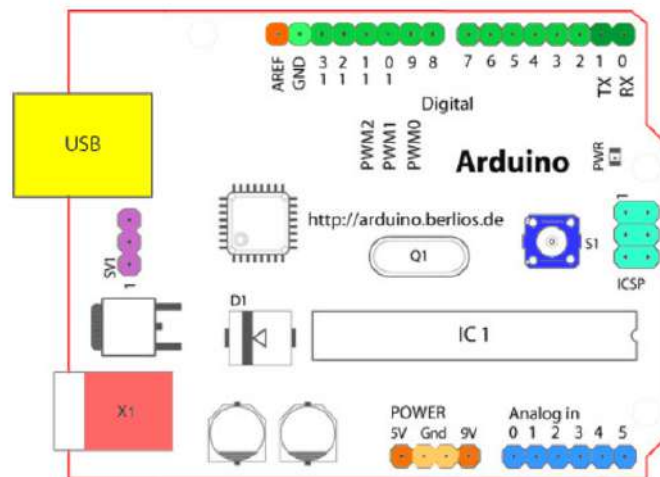 AREF GND 13 12 11 10 9 8 7 6 5 4 3 2 1 0
TX RX
Digital
PWM2 PWM1 PWM0
Arduino
PWR
USB
http://arduino.berlios.de
1
SV1
1
Q1
S1
ICSP
D1
IC 1
X1
POWER
5V Gnd 9V
Analog in
0 1 2 3 4 5